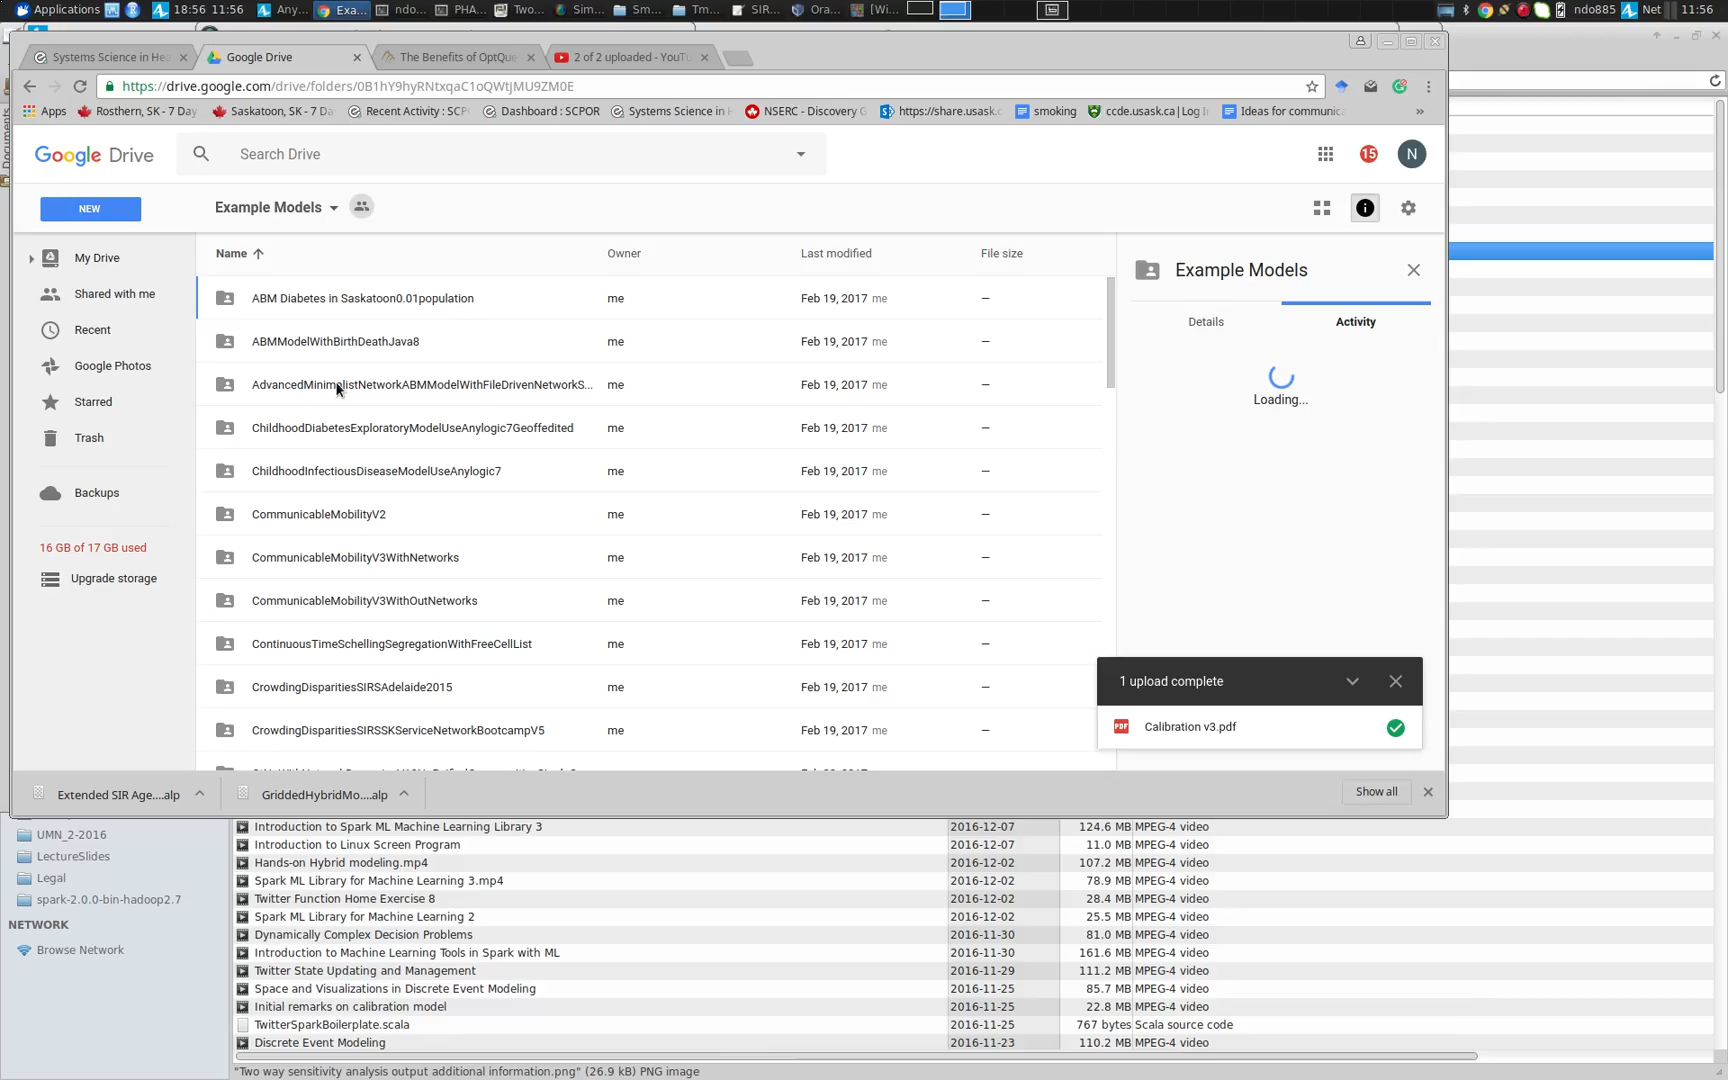 Applications 18:56 11:56 Any... Exa... ndo... PHA... Two... Sim... Sm... Tm... SIR... Ora... [Wi... ndo885 Net 11:56
Systems Science in Hea Google Drive The Benefits of OptQue 2 of 2 uploaded - YouTu
https://drive.google.com/drive/folders/0B1hY9hyRNtxqaC1oQWtJMU9ZM0E
Apps Rosthern, SK - 7 Day Saskatoon, SK - 7 Da Recent Activity : SCP Dashboard : SCPOR Systems Science in H NSERC - Discovery G https://share.usask.c smoking ccde.usask.ca|Log I Ideas for communic »
Google Drive Search Drive 15 N
NEW Example Models
Name Owner Last modified File size
My Drive
Shared with me
Recent
Google Photos
Starred
Trash
Backups
16 GB of 17 GB used
Upgrade storage
ABM Diabetes in Saskatoon0.01population me Feb 19, 2017 me —
ABMModelWithBirthDeathJava8 me Feb 19, 2017 me —
AdvancedMinimalistNetworkABMModelWithFileDrivenNetworkS... me Feb 19, 2017 me —
ChildhoodDiabetesExploratoryModelUseAnylogic7Geoffedited me Feb 19, 2017 me —
ChildhoodInfectiousDiseaseModelUseAnylogic7 me Feb 19, 2017 me —
CommunicableMobilityV2 me Feb 19, 2017 me —
CommunicableMobilityV3WithNetworks me Feb 19, 2017 me —
CommunicableMobilityV3WithOutNetworks me Feb 19, 2017 me —
ContinuousTimeSchellingSegregationWithFreeCellList me Feb 19, 2017 me —
CrowdingDisparitiesSIRSAdelaide2015 me Feb 19, 2017 me —
CrowdingDisparitiesSIRSSKServiceNetworkBootcampV5 me Feb 19, 2017 me —
Example Models
Details Activity
Loading...
1 upload complete
PDF Calibration v3.pdf
Extended SIR Age....alp GriddedHybridMo....alp Show all
UMN_2-2016
LectureSlides
Legal
spark-2.0.0-bin-hadoop2.7
NETWORK
Browse Network
Introduction to Spark ML Machine Learning Library 3 2016-12-07 124.6 MB MPEG-4 video
Introduction to Linux Screen Program 2016-12-07 11.0 MB MPEG-4 video
Hands-on Hybrid modeling.mp4 2016-12-02 107.2 MB MPEG-4 video
Spark ML Library for Machine Learning 3.mp4 2016-12-02 78.9 MB MPEG-4 video
Twitter Function Home Exercise 8 2016-12-02 28.4 MB MPEG-4 video
Spark ML Library for Machine Learning 2 2016-12-02 25.5 MB MPEG-4 video
Dynamically Complex Decision Problems 2016-11-30 81.0 MB MPEG-4 video
Introduction to Machine Learning Tools in Spark with ML 2016-11-30 161.6 MB MPEG-4 video
Twitter State Updating and Management 2016-11-29 111.2 MB MPEG-4 video
Space and Visualizations in Discrete Event Modeling 2016-11-25 85.7 MB MPEG-4 video
Initial remarks on calibration model 2016-11-25 22.8 MB MPEG-4 video
TwitterSparkBoilerplate.scala 2016-11-25 767 bytes Scala source code
Discrete Event Modeling 2016-11-23 110.2 MB MPEG-4 video
"Two way sensitivity analysis output additional information.png" (26.9 kB) PNG image